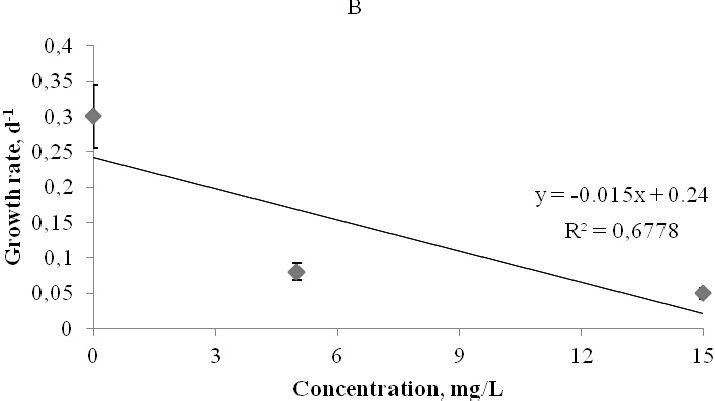 B
0,4
0,35
0,3
0,25
0,2
0,15
0,1
0,05
0
Growth rate, d⁻¹
y = -0.015x + 0.24
R² = 0,6778
0 3 6 9 12 15
Concentration, mg/L